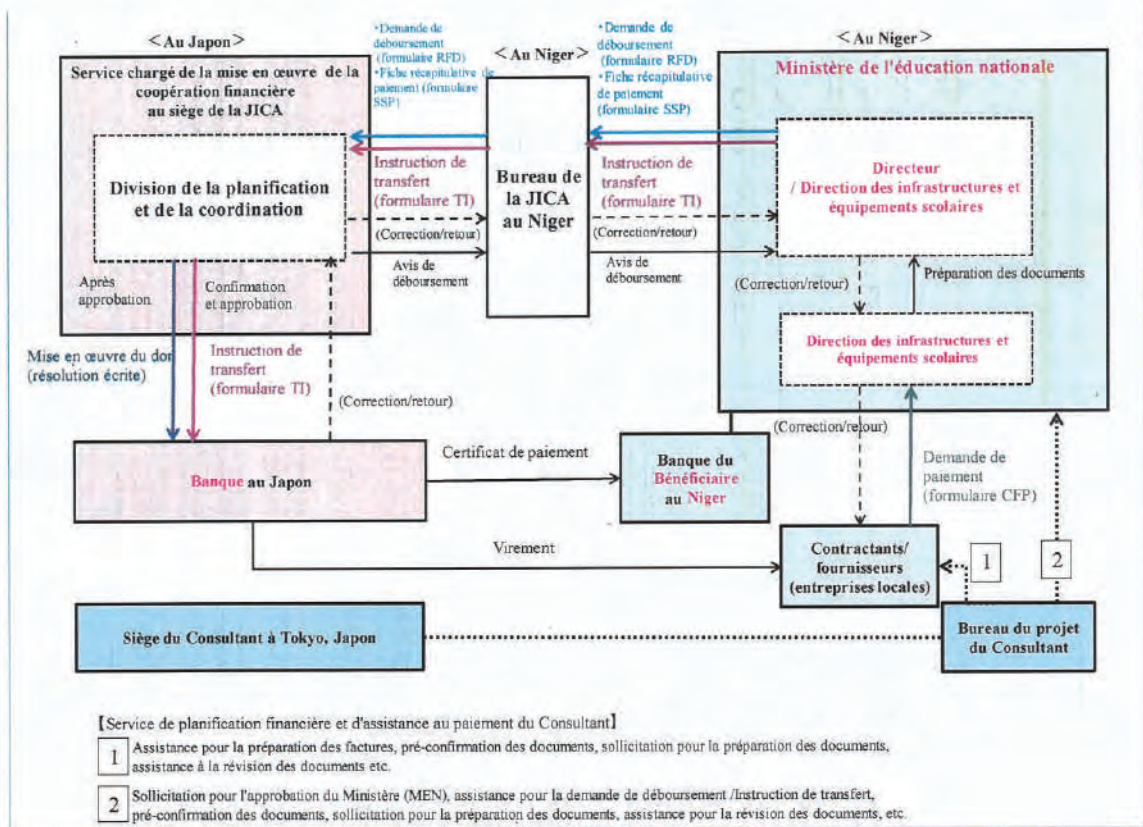 <Au Japon>
Service chargé de la mise en œuvre de la
coopération financière
au siège de la JICA
Division de la planification
et de la coordination
Après
approbation
Confirmation
et approbation
Mise en œuvre du don
(résolution écrite)
Instruction de
transfert
(formulaire TI)
(Correction/retour)
•Demande de
déboursement
(formulaire RFD)
•Fiche récapitulative de
paiement (formulaire
SSP)
Instruction de
transfert
(formulaire TI)
(Correction/retour)
Avis de
déboursement
<Au Niger>
Bureau de
la JICA
au Niger
•Demande de
déboursement
(formulaire RFD)
•Fiche récapitulative
de paiement
(formulaire SSP)
Instruction de
transfert
(formulaire TI)
(Correction/retour)
Avis de
déboursement
<Au Niger>
Ministère de l'éducation nationale
Directeur
/ Direction des infrastructures et
équipements scolaires
(Correction/retour)
Préparation des documents
Direction des infrastructures et
équipements scolaires
(Correction/retour)
Demande de
paiement
(formulaire CFP)
Banque au Japon
Certificat de paiement
Banque du
Bénéficiaire
au Niger
Virement
Contractants/
fournisseurs
(entreprises locales)
1
2
Siège du Consultant à Tokyo, Japon
Bureau du projet
du Consultant
【Service de planification financière et d'assistance au paiement du Consultant】
1 Assistance pour la préparation des factures, pré-confirmation des documents, sollicitation pour la préparation des documents,
assistance à la révision des documents etc.
2 Sollicitation pour l'approbation du Ministère (MEN), assistance pour la demande de déboursement /Instruction de transfert,
pré-confirmation des documents, sollicitation pour la préparation des documents, assistance pour la révision des documents, etc.